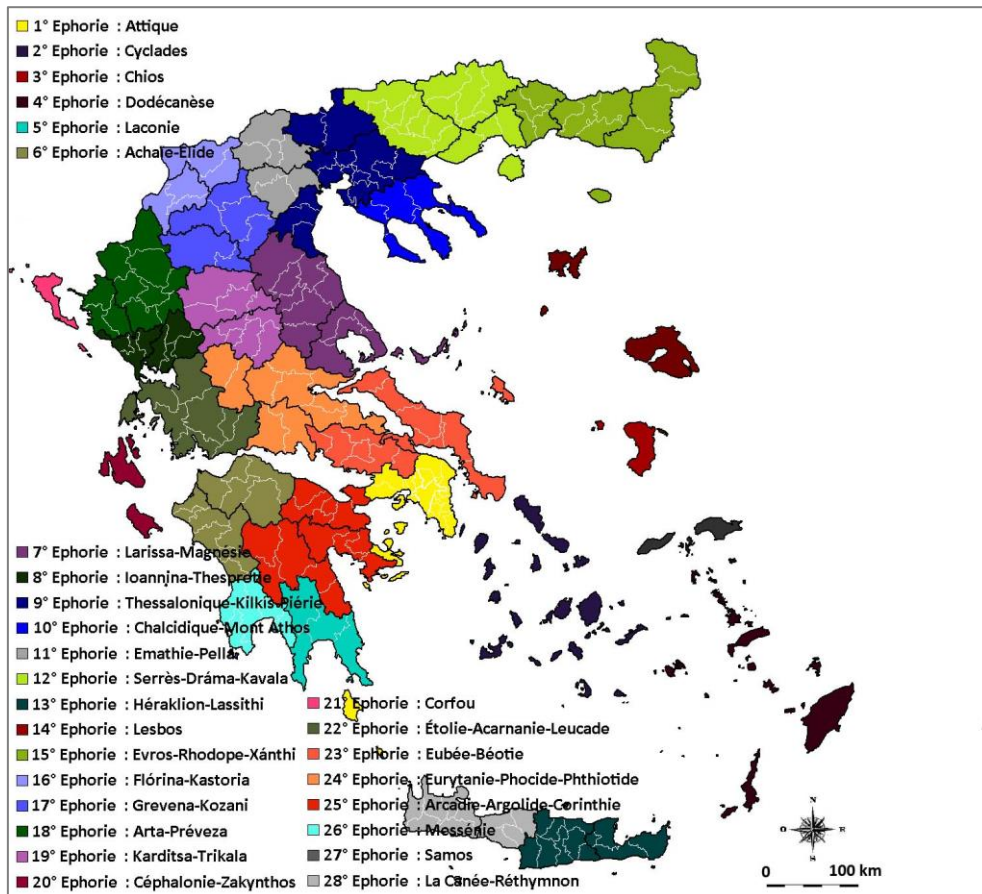 1° Ephorie : Attique
2° Ephorie : Cyclades
3° Ephorie : Chios
4° Ephorie : Dodécanèse
5° Ephorie : Laconie
6° Ephorie : Achaïe-Élide
7° Ephorie : Larissa-Magnésie
8° Ephorie : Ioannina-Thesprotie
9° Ephorie : Thessalonique-Kilkis-Piérie
10° Ephorie : Chalcidique-Mont Athos
11° Ephorie : Emathie-Pella
12° Ephorie : Serrès-Dráma-Kavala
13° Ephorie : Héraklion-Lassithi
14° Ephorie : Lesbos
15° Ephorie : Evros-Rhodope-Xánthi
16° Ephorie : Flórina-Kastoria
17° Ephorie : Grevena-Kozani
18° Ephorie : Arta-Préveza
19° Ephorie : Karditsa-Trikala
20° Ephorie : Céphalonie-Zakynthos
21° Ephorie : Corfou
22° Ephorie : Étolie-Acarnanie-Leucade
23° Ephorie : Eubée-Béotie
24° Ephorie : Eurytanie-Phocide-Phthiotide
25° Ephorie : Arcadie-Argolide-Corinthie
26° Ephorie : Messénie
27° Ephorie : Samos
28° Ephorie : La Canée-Réthymnon
N
O E
S
0 100 km